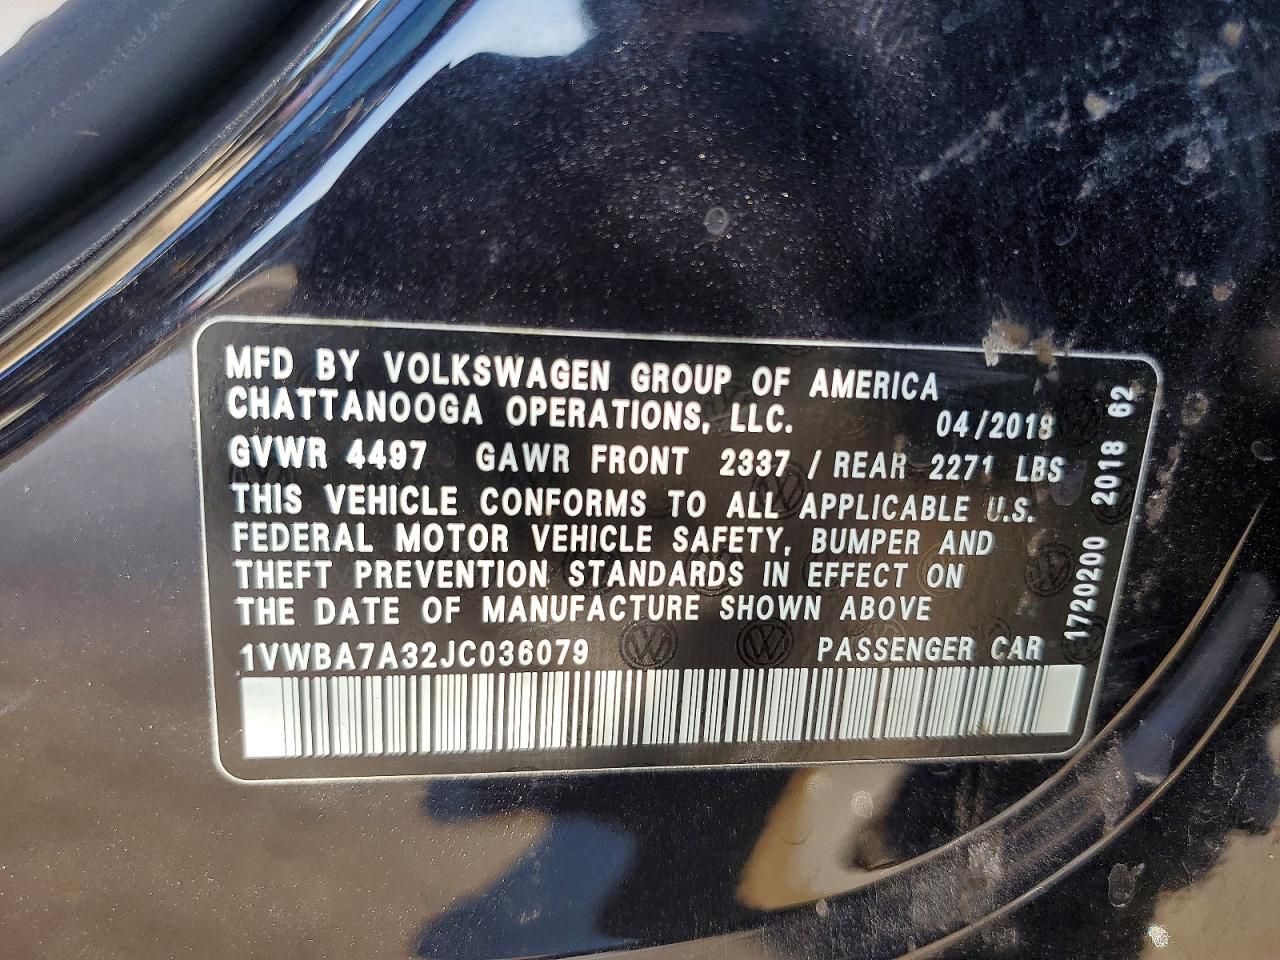 MFD BY VOLKSWAGEN GROUP OF AMERICA
CHATTANOOGA OPERATIONS, LLC. 04/2018
GVWR 4497 GAWR FRONT 2337 / REAR 2271 LBS
THIS VEHICLE CONFORMS TO ALL APPLICABLE U.S.
FEDERAL MOTOR VEHICLE SAFETY, BUMPER AND
THEFT PREVENTION STANDARDS IN EFFECT ON
THE DATE OF MANUFACTURE SHOWN ABOVE
1VWBA7A32JC036079 PASSENGER CAR
1720200 2018 62